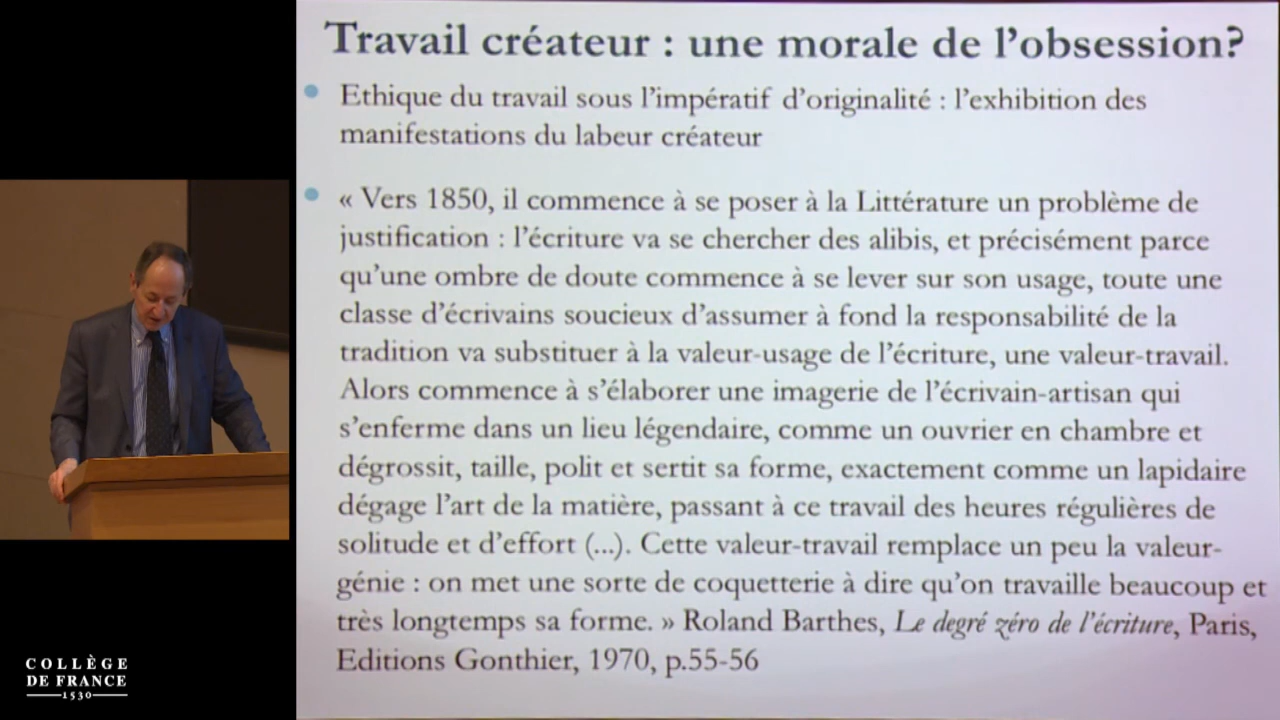 Travail créateur : une morale de l'obsession?
Ethique du travail sous l'impératif d'originalité : l'exhibition des
manifestations du labeur créateur
« Vers 1850, il commence à se poser à la Littérature un problème de
justification : l'écriture va se chercher des alibis, et précisément parce
qu'une ombre de doute commence à se lever sur son usage, toute une
classe d'écrivains soucieux d'assumer à fond la responsabilité de la
tradition va substituer à la valeur-usage de l'écriture, une valeur-travail.
Alors commence à s'élaborer une imagerie de l'écrivain-artisan qui
s'enferme dans un lieu légendaire, comme un ouvrier en chambre et
dégrossit, taille, polit et sertit sa forme, exactement comme un lapidaire
dégage l'art de la matière, passant à ce travail des heures régulières de
solitude et d'effort (...). Cette valeur-travail remplace un peu la valeur-
génie : on met une sorte de coquetterie à dire qu'on travaille beaucoup et
très longtemps sa forme. » Roland Barthes, Le degré zéro de l'écriture, Paris,
Editions Gonthier, 1970, p.55-56
COLLÈGE
DE FRANCE
1530